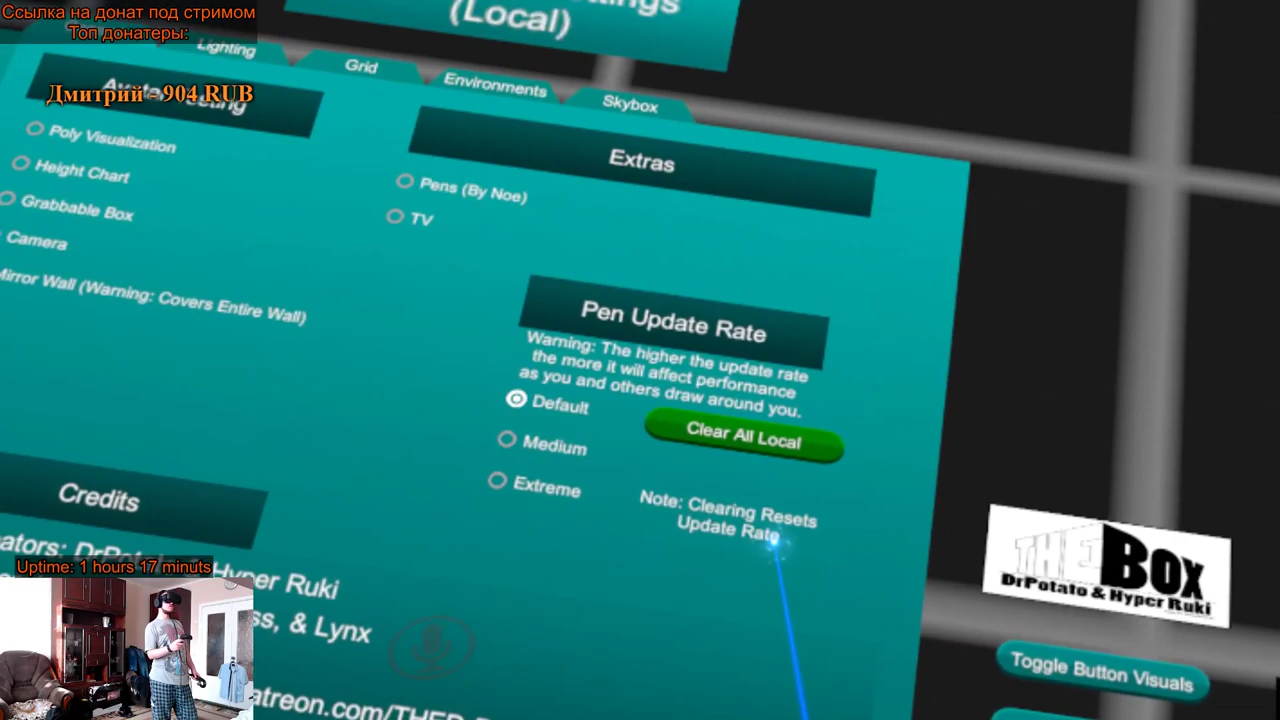 Ссылка на донат под стримом
Топ донатеры:
Дмитрий - 904 RUB
(Local)
Lighting
Grid
Environments
Skybox
Poly Visualization
Height Chart
Grabbable Box
Camera
Mirror Wall (Warning: Covers Entire Wall)
Extras
Pens (By Noe)
TV
Pen Update Rate
Warning: The higher the update rate
the more it will affect performance
as you and others draw around you.
Default
Medium
Extreme
Clear All Local
Note: Clearing Resets
Update Rate
Credits
Hyper Ruki
& Lynx
Uptime: 1 hours 17 minuts
THE BOX
DrPotato & Hyper Ruki
Toggle Button Visuals